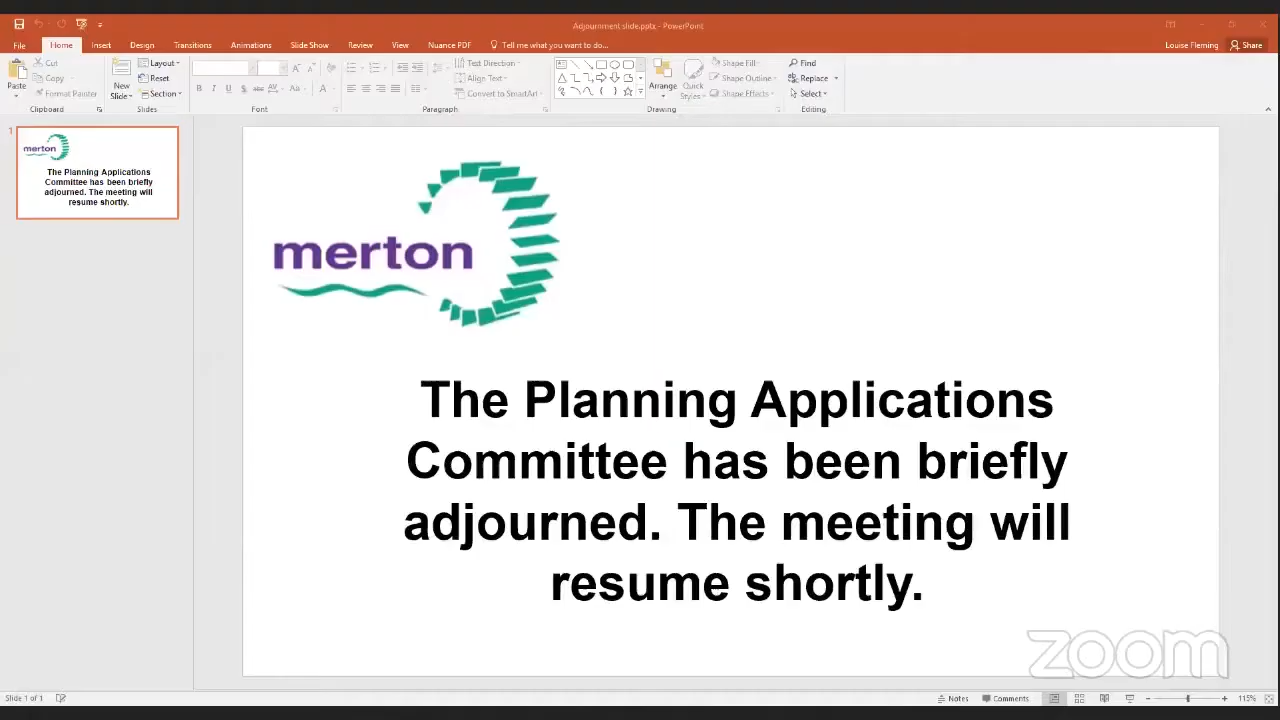 Adjournment slide.pptx - PowerPoint
File Home Insert Design Transitions Animations Slide Show Review View Nuance PDF Tell me what you want to do... Louise Fleming Share
Paste
Cut
Copy
Format Painter
Clipboard
New Slide
Layout
Reset
Section
Slides
B I U S abc AV Aa A
Font
Text Direction
Align Text
Convert to SmartArt
Paragraph
Arrange
Quick Styles
Shape Fill
Shape Outline
Shape Effects
Drawing
Find
Replace
Select
Editing
1
merton
The Planning Applications
Committee has been briefly
adjourned. The meeting will
resume shortly.
merton
The Planning Applications
Committee has been briefly
adjourned. The meeting will
resume shortly.
zoom
Slide 1 of 1 Notes Comments 115%